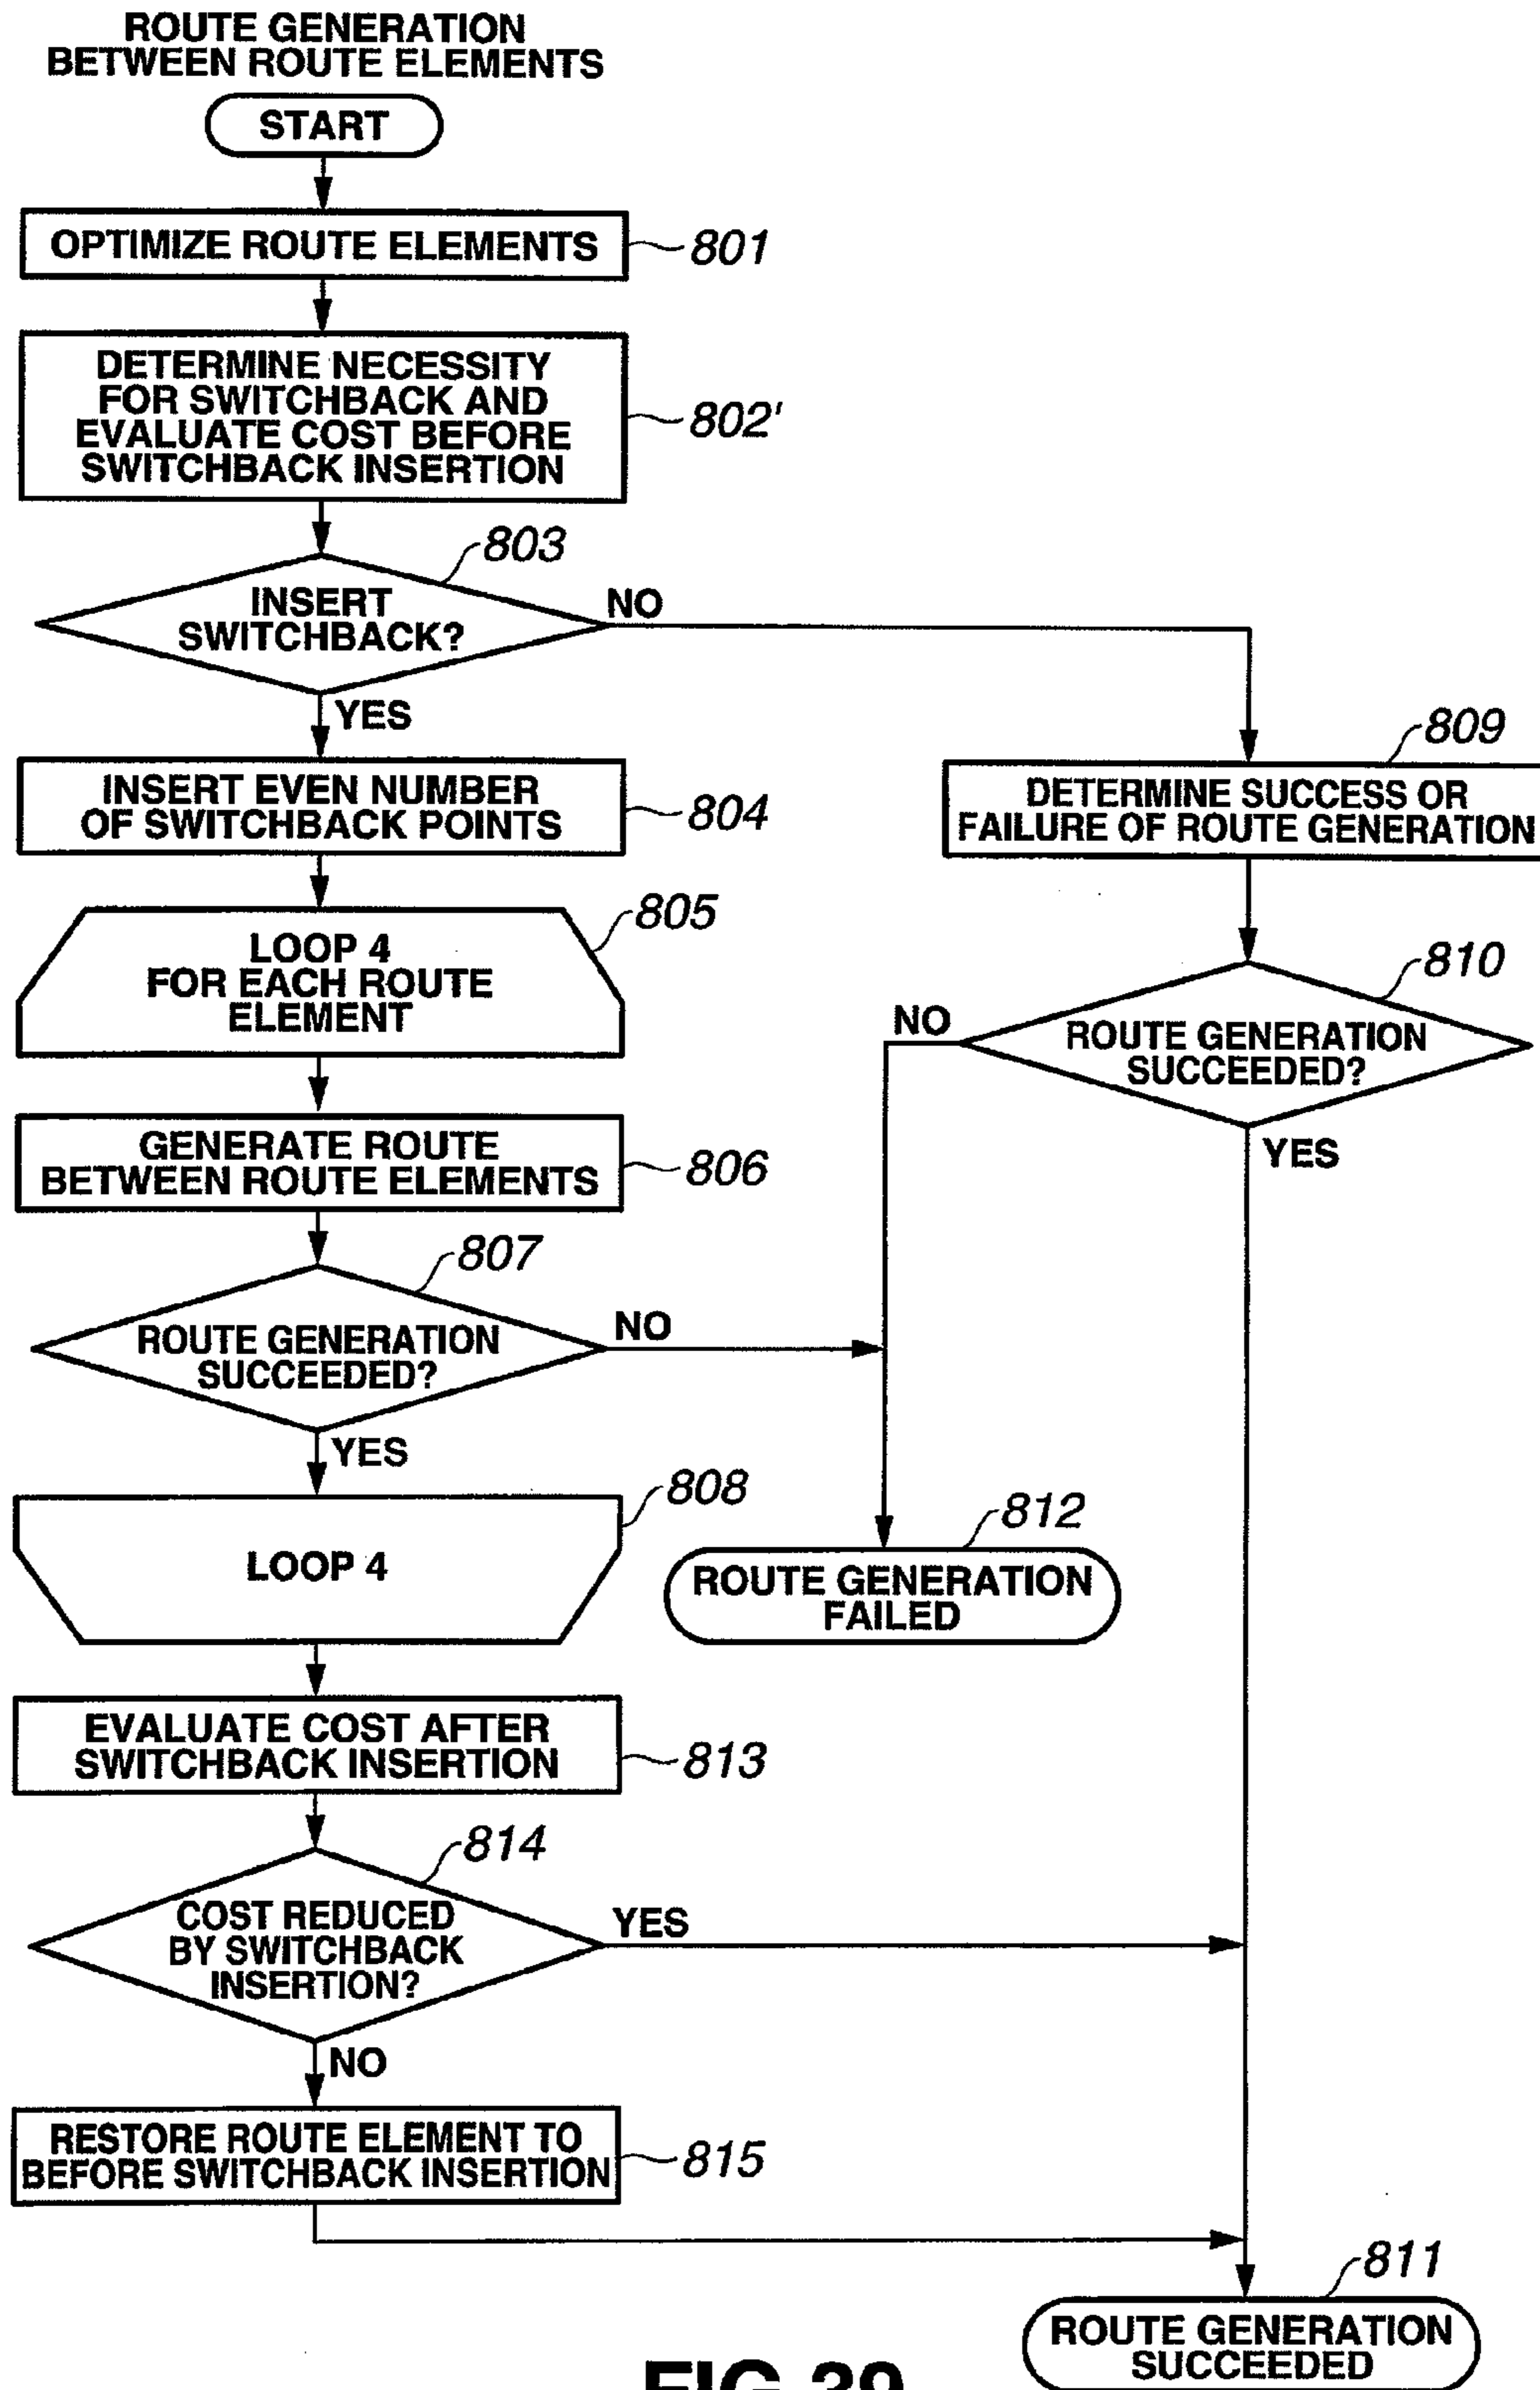 ROUTE GENERATION
BETWEEN ROUTE ELEMENTS
START
OPTIMIZE ROUTE ELEMENTS
801
DETERMINE NECESSITY
FOR SWITCHBACK AND
EVALUATE COST BEFORE
SWITCHBACK INSERTION
802'
803
INSERT
SWITCHBACK?
NO
YES
INSERT EVEN NUMBER
OF SWITCHBACK POINTS
804
809
DETERMINE SUCCESS OR
FAILURE OF ROUTE GENERATION
LOOP 4
FOR EACH ROUTE
ELEMENT
805
810
ROUTE GENERATION
SUCCEEDED?
NO
YES
GENERATE ROUTE
BETWEEN ROUTE ELEMENTS
806
807
ROUTE GENERATION
SUCCEEDED?
NO
YES
808
LOOP 4
812
ROUTE GENERATION
FAILED
EVALUATE COST AFTER
SWITCHBACK INSERTION
813
814
COST REDUCED
BY SWITCHBACK
INSERTION?
YES
NO
RESTORE ROUTE ELEMENT TO
BEFORE SWITCHBACK INSERTION
815
811
ROUTE GENERATION
SUCCEEDED
FIG.39